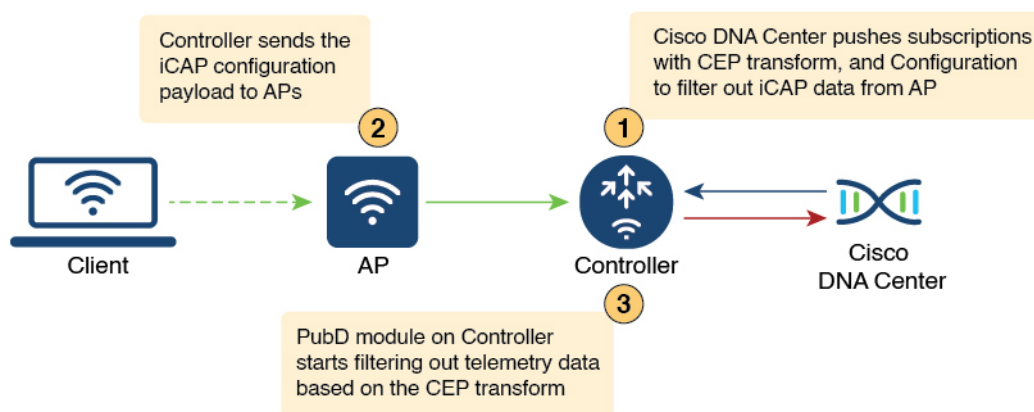 Controller sends the
iCAP configuration
payload to APs
Cisco DNA Center pushes subscriptions
with CEP transform, and Configuration
to filter out iCAP data from AP
2
1
Client
AP
Controller
Cisco
DNA Center
3
PubD module on Controller
starts filtering out telemetry data
based on the CEP transform